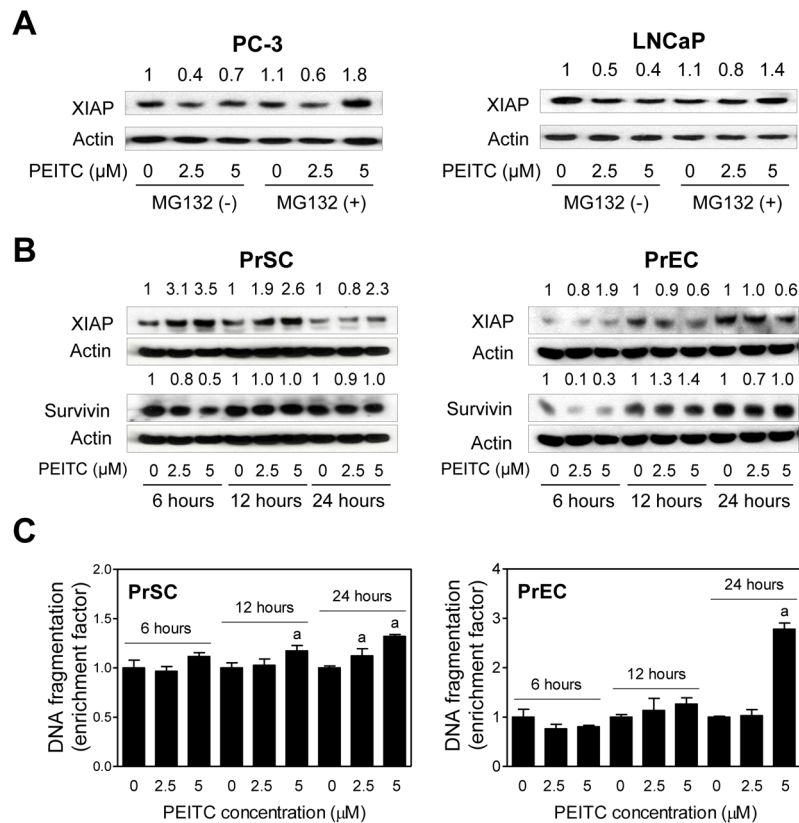 A
PC-3
1 0.4 0.7 1.1 0.6 1.8
XIAP
Actin
PEITC (µM) 0 2.5 5 0 2.5 5
MG132 (-) MG132 (+)
LNCaP
1 0.5 0.4 1.1 0.8 1.4
XIAP
Actin
PEITC (µM) 0 2.5 5 0 2.5 5
MG132 (-) MG132 (+)
B
PrSC
1 3.1 3.5 1 1.9 2.6 1 0.8 2.3
XIAP
Actin
1 0.8 0.5 1 1.0 1.0 1 0.9 1.0
Survivin
Actin
PEITC (µM) 0 2.5 5 0 2.5 5 0 2.5 5
6 hours 12 hours 24 hours
PrEC
1 0.8 1.9 1 0.9 0.6 1 1.0 0.6
XIAP
Actin
1 0.1 0.3 1 1.3 1.4 1 0.7 1.0
Survivin
Actin
PEITC (µM) 0 2.5 5 0 2.5 5 0 2.5 5
6 hours 12 hours 24 hours
C
PrSC
DNA fragmentation
(enrichment factor)
2.0
1.5
1.0
0.5
0.0
6 hours
12 hours
24 hours
a
a
a
0 2.5 5 0 2.5 5 0 2.5 5
PEITC concentration (µM)
PrEC
DNA fragmentation
(enrichment factor)
4
3
2
1
0
6 hours
12 hours
24 hours
a
0 2.5 5 0 2.5 5 0 2.5 5
PEITC concentration (µM)